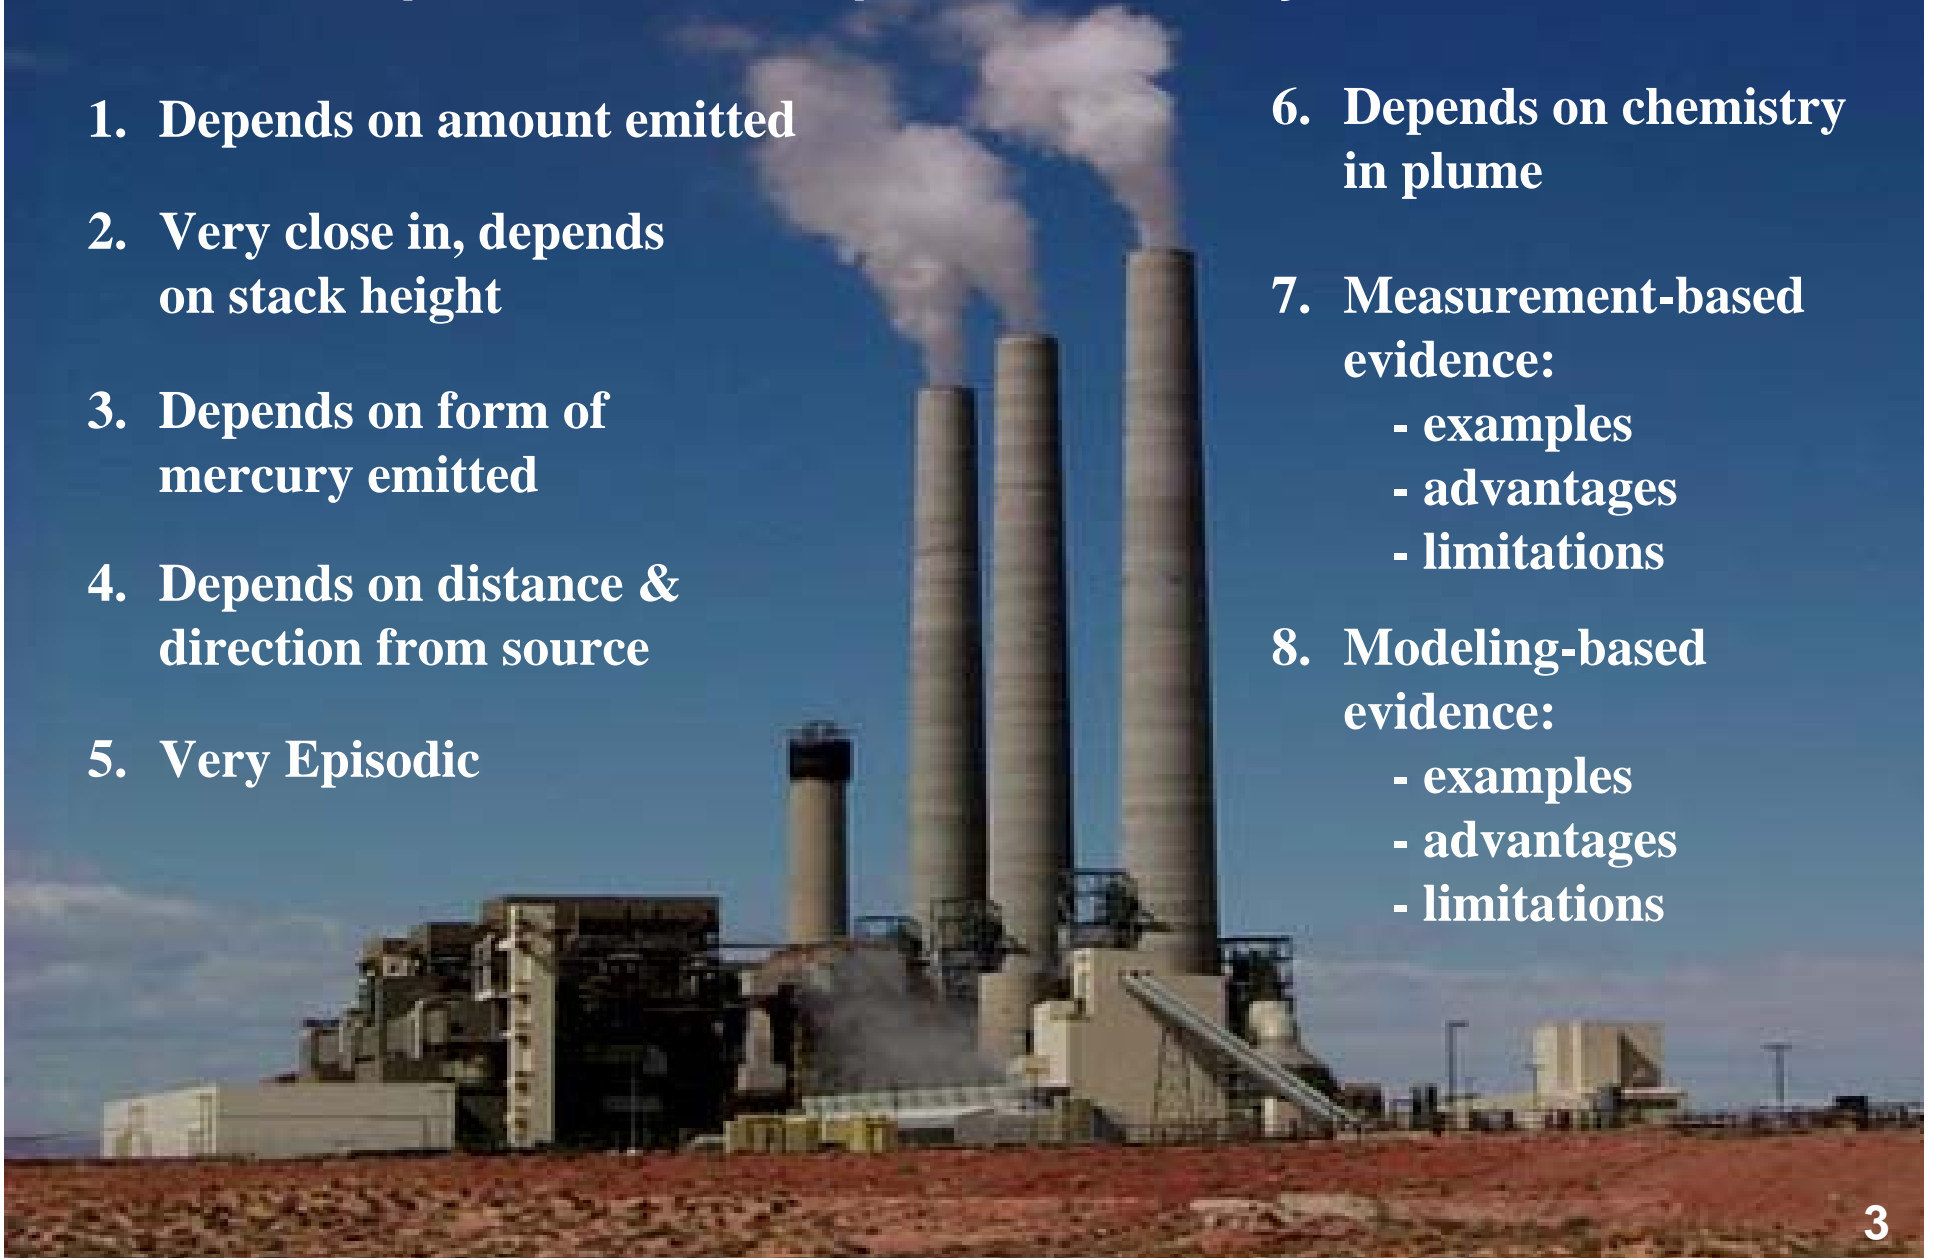 1. Depends on amount emitted
2. Very close in, depends
on stack height
3. Depends on form of
mercury emitted
4. Depends on distance &
direction from source
5. Very Episodic
6. Depends on chemistry
in plume
7. Measurement-based
evidence:
- examples
- advantages
- limitations
8. Modeling-based
evidence:
- examples
- advantages
- limitations
3